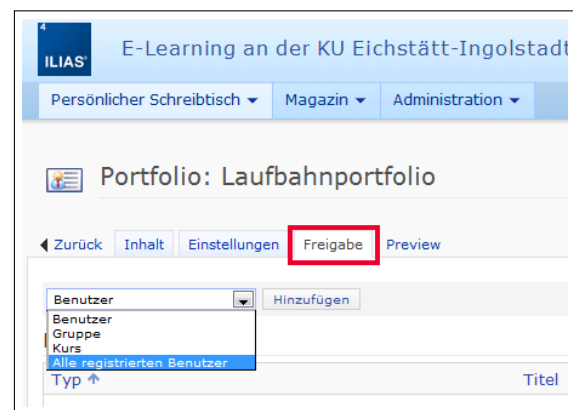 4
ILIAS
E-Learning an der KU Eichstätt-Ingolstadt
Persönlicher Schreibtisch Magazin Administration
Portfolio: Laufbahnportfolio
Zurück Inhalt Einstellungen Freigabe Preview
Benutzer Hinzufügen
Benutzer
Gruppe
Kurs
Alle registrierten Benutzer
Typ Titel